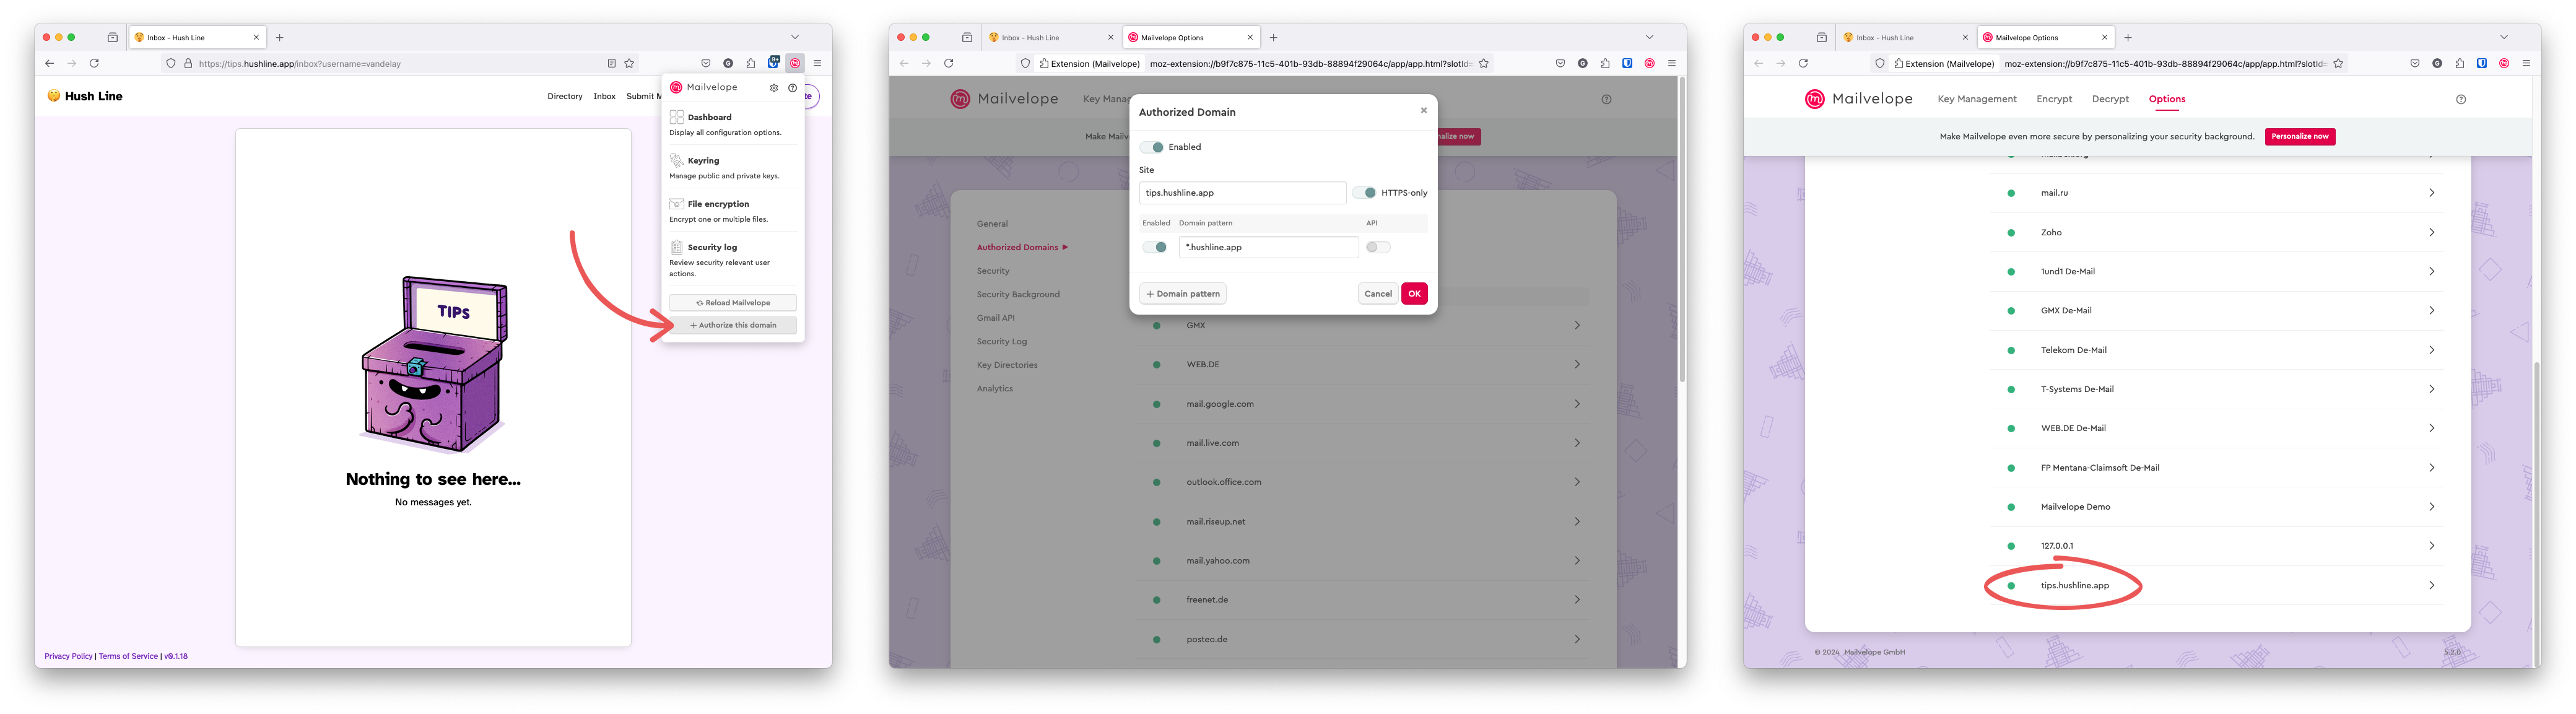 Inbox - Hush Line
https://tips.hushline.app/inbox?username=vandelay
9+
Hush Line
Directory
Inbox
Submit M
te
Mailvelope
Dashboard
Display all configuration options.
Keyring
Manage public and private keys.
File encryption
Encrypt one or multiple files.
Security log
Review security relevant user
actions.
Reload Mailvelope
+ Authorize this domain
TIPS
Nothing to see here...
No messages yet.
Privacy Policy | Terms of Service | v0.1.18
Inbox - Hush Line
Mailvelope Options
Extension (Mailvelope)
moz-extension://b9f7c875-11c5-401b-93db-88894f29064c/app/app.html?slotId=
Mailvelope
Key Manag
Make Mailv
nalize now
Authorized Domain
Enabled
Site
tips.hushline.app
HTTPS-only
Enabled
Domain pattern
API
*.hushline.app
+ Domain pattern
Cancel
OK
General
Authorized Domains
Security
Security Background
Gmail API
Security Log
Key Directories
Analytics
GMX
WEB.DE
mail.google.com
mail.live.com
outlook.office.com
mail.riseup.net
mail.yahoo.com
freenet.de
posteo.de
Inbox - Hush Line
Mailvelope Options
Extension (Mailvelope)
moz-extension://b9f7c875-11c5-401b-93db-88894f29064c/app/app.html?slotId=
Mailvelope
Key Management
Encrypt
Decrypt
Options
Make Mailvelope even more secure by personalizing your security background.
Personalize now
mail.ru
Zoho
1und1 De-Mail
GMX De-Mail
Telekom De-Mail
T-Systems De-Mail
WEB.DE De-Mail
FP Mentana-Claimsoft De-Mail
Mailvelope Demo
127.0.0.1
tips.hushline.app
© 2024 Mailvelope GmbH
5.2.0